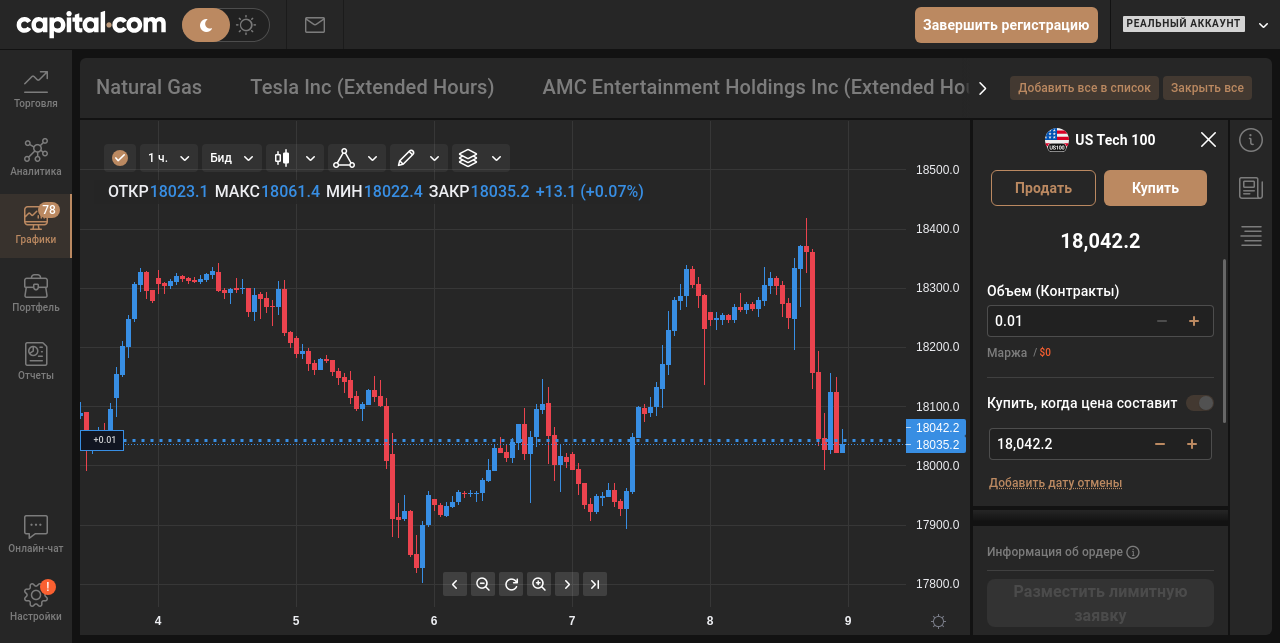 capital.com
Завершить регистрацию
РЕАЛЬНЫЙ АККАУНТ
Торговля
Аналитика
78
Графики
Портфель
Отчеты
Онлайн-чат
!
Настройки
Natural Gas
Tesla Inc (Extended Hours)
AMC Entertainment Holdings Inc (Extended Hou
Добавить все в список
Закрыть все
1 ч.
Бид
ОТКР18023.1 МАКС18061.4 МИН18022.4 ЗАКР18035.2 +13.1 (+0.07%)
18500.0
18400.0
18300.0
18200.0
18100.0
18042.2
18035.2
18000.0
17900.0
17800.0
+0.01
4 5 6 7 8 9
US100
US Tech 100
Продать
Купить
18,042.2
Объем (Контракты)
0.01
Маржа / $0
Купить, когда цена составит
18,042.2
Добавить дату отмены
Информация об ордере
Разместить лимитную
заявку